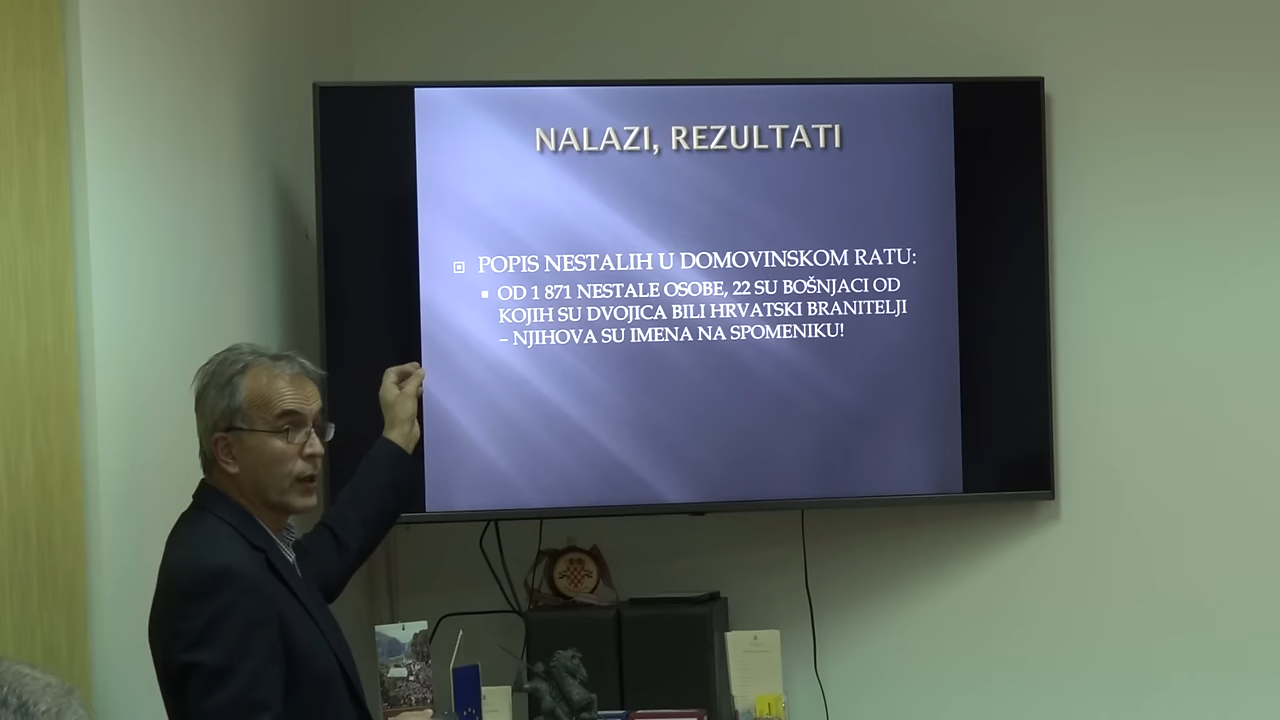 NALAZI, REZULTATI
POPIS NESTALIH U DOMOVINSKOM RATU:
OD 1 871 NESTALE OSOBE, 22 SU BOŠNJACI OD
KOJIH SU DVOJICA BILI HRVATSKI BRANITELJI
– NJIHOVA SU IMENA NA SPOMENIKU!